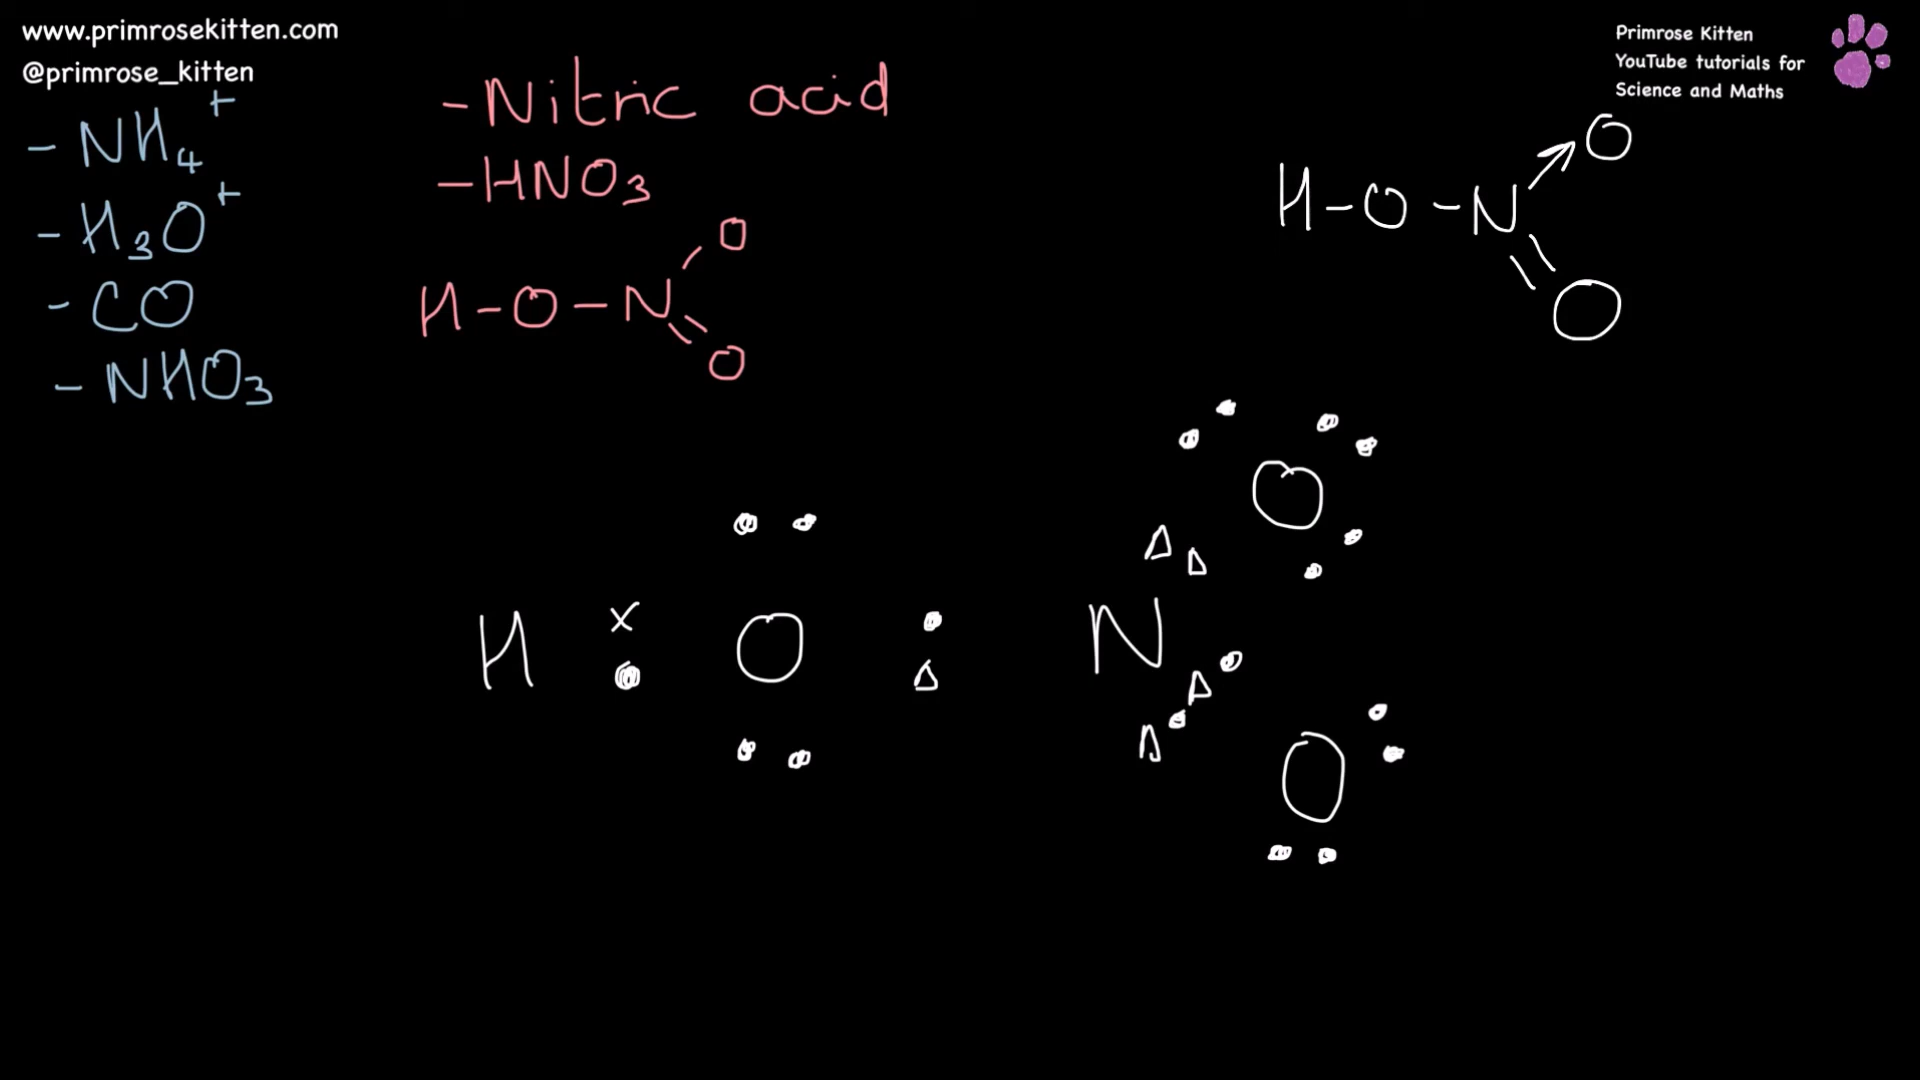 www.primrosekitten.com
@primrose_kitten
Primrose Kitten
YouTube tutorials for
Science and Maths
- NH4+
- H3O+
- CO
- NHO3
- Nitric acid
- HNO3
O
H - O - N
O
O
H - O - N
O
O
H x O N
O